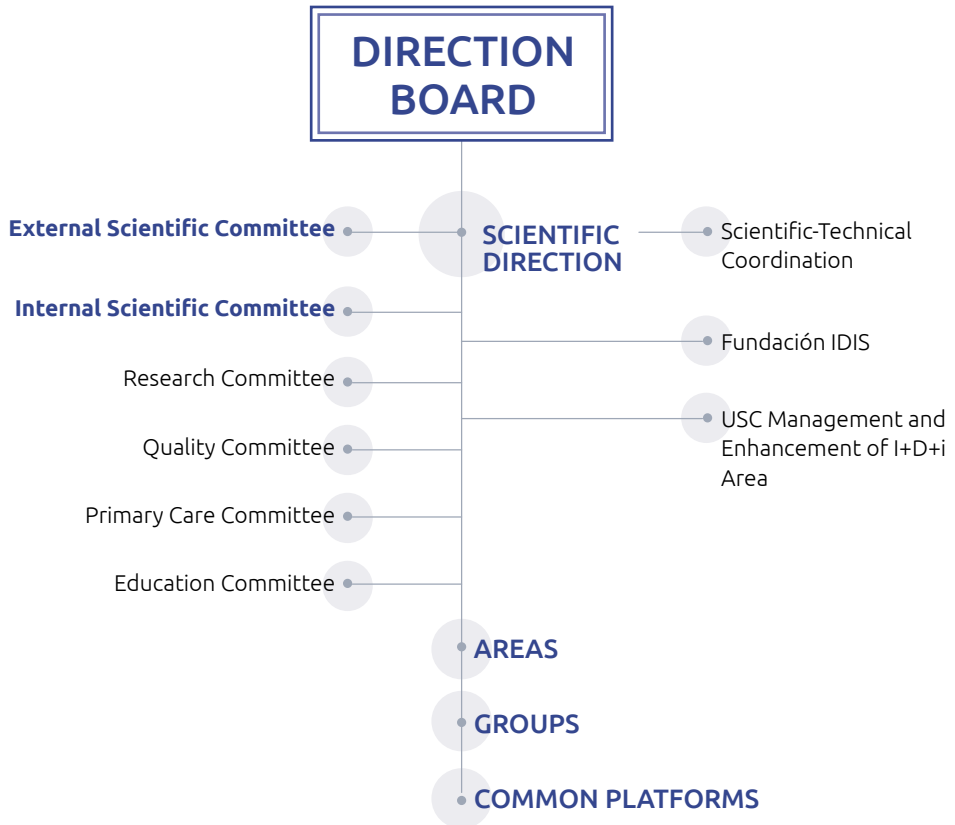 DIRECTION
BOARD
External Scientific Committee
SCIENTIFIC
DIRECTION
Scientific-Technical
Coordination
Internal Scientific Committee
Fundación IDIS
Research Committee
USC Management and
Enhancement of I+D+i
Area
Quality Committee
Primary Care Committee
Education Committee
AREAS
GROUPS
COMMON PLATFORMS